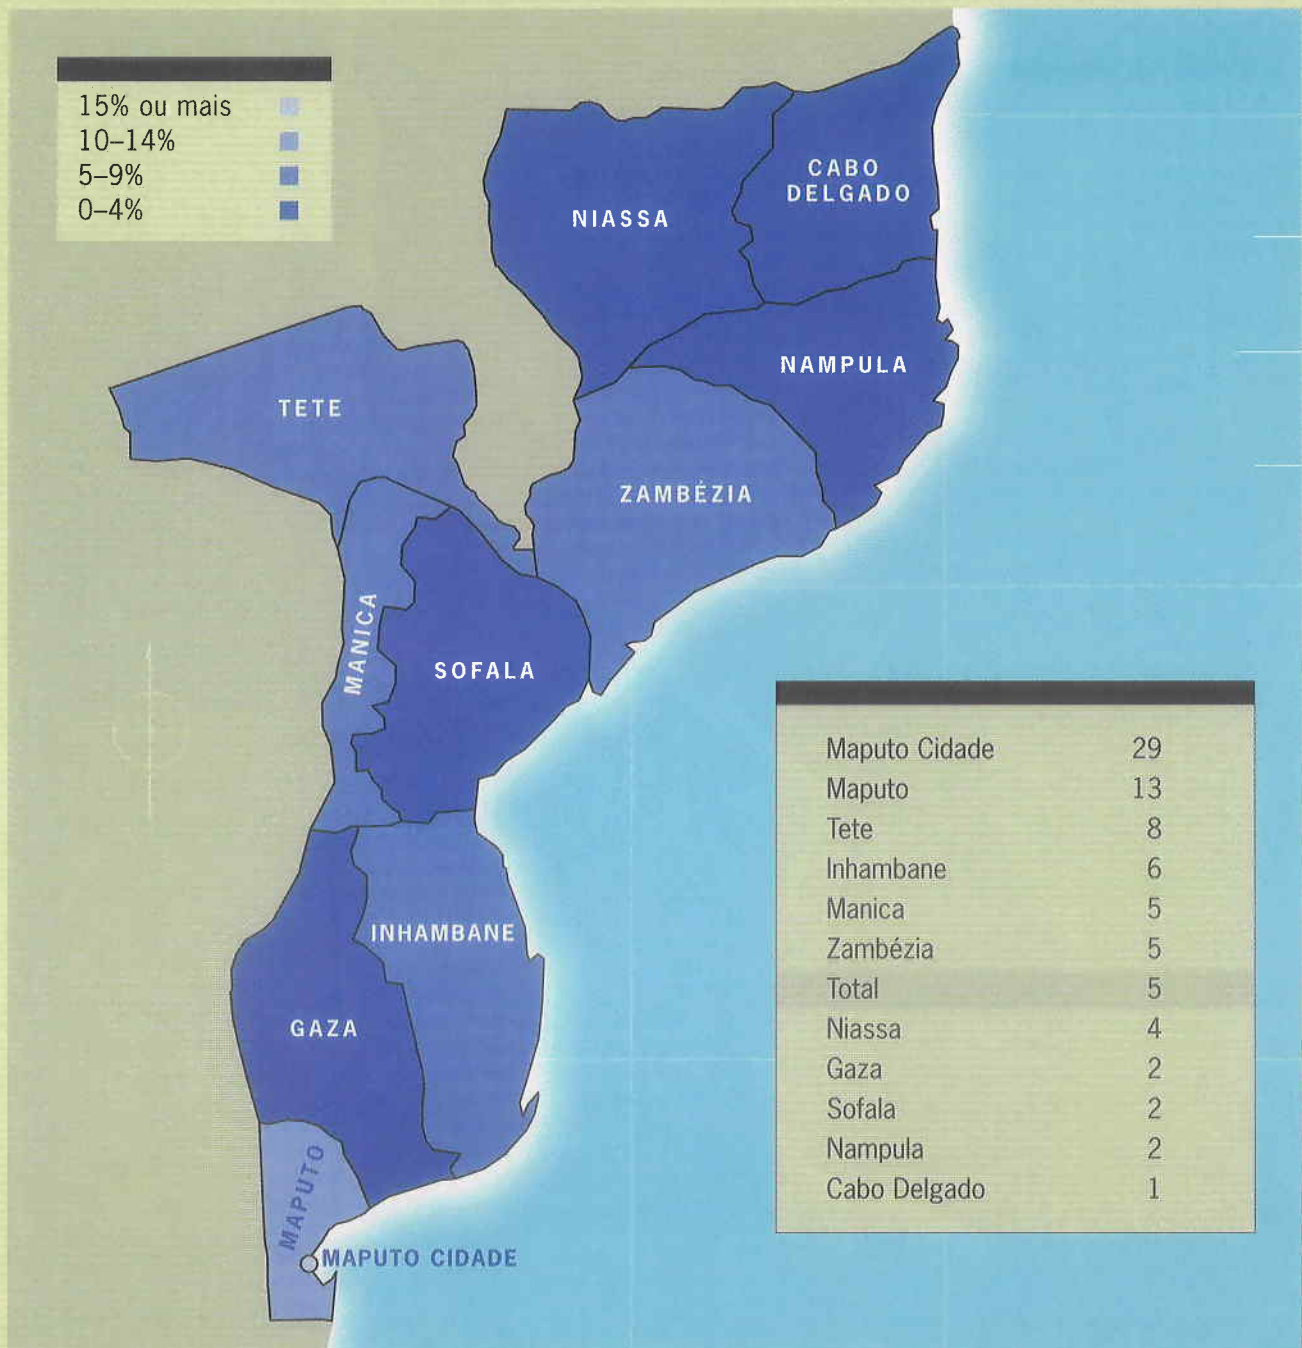 15% ou mais
10–14%
5–9%
0–4%
CABO
DELGADO
NIASSA
NAMPULA
TETE
ZAMBÉZIA
MANICA
SOFALA
INHAMBANE
GAZA
MAPUTO
MAPUTO CIDADE
Maputo Cidade 29
Maputo 13
Tete 8
Inhambane 6
Manica 5
Zambézia 5
Total 5
Niassa 4
Gaza 2
Sofala 2
Nampula 2
Cabo Delgado 1